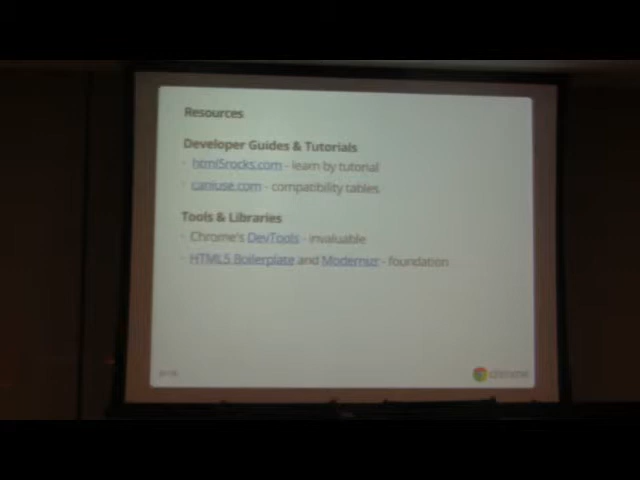 Resources
Developer Guides & Tutorials
html5rocks.com - learn by tutorial
caniuse.com - compatibility tables
Tools & Libraries
Chrome's DevTools - invaluable
HTML5 Boilerplate and Modernizr - foundation
chrome